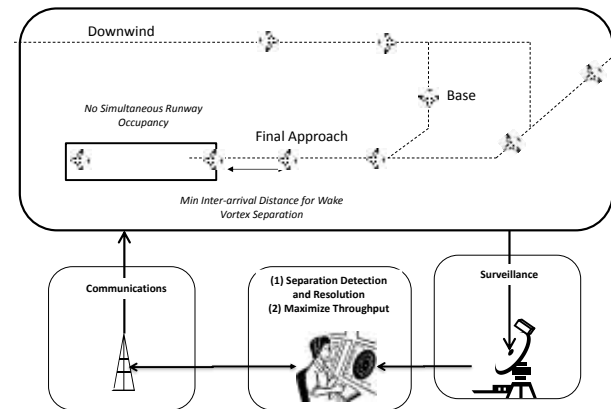 Downwind
No Simultaneous Runway
Occupancy
Base
Final Approach
Min Inter-arrival Distance for Wake
Vortex Separation
Communications
(1) Separation Detection
and Resolution
(2) Maximize Throughput
Surveillance